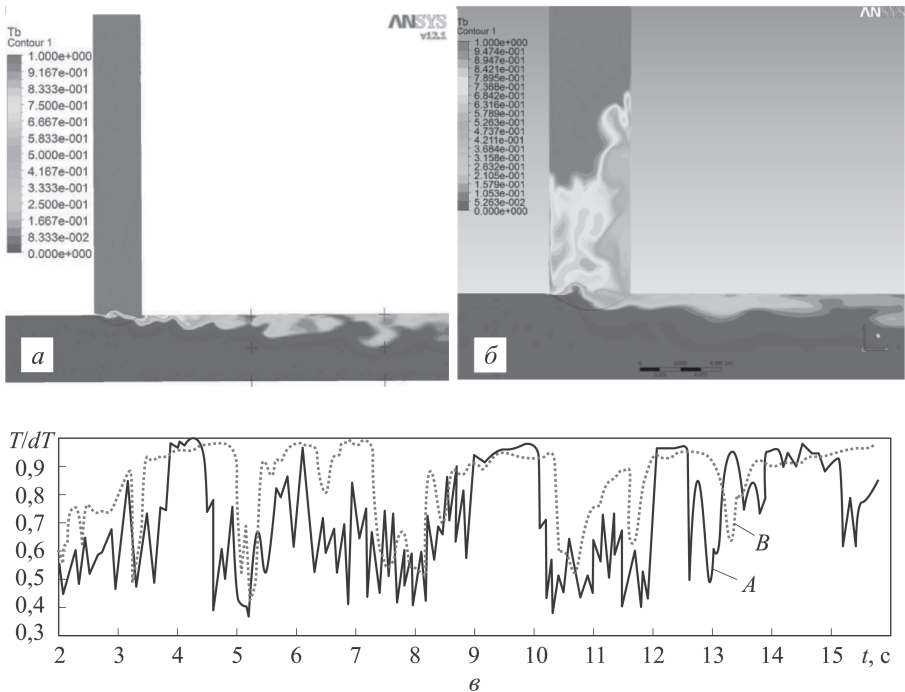 ANSYS
v12.1
Tb
Contour 1
1.000e+000
9.167e-001
8.333e-001
7.500e-001
6.667e-001
5.833e-001
5.000e-001
4.167e-001
3.333e-001
2.500e-001
1.667e-001
8.333e-002
0.000e+000
а
ANSYS
Tb
Contour 1
1.000e+000
9.474e-001
8.947e-001
8.421e-001
7.895e-001
7.368e-001
6.842e-001
6.316e-001
5.789e-001
5.263e-001
4.737e-001
4.211e-001
3.684e-001
3.158e-001
2.632e-001
2.105e-001
1.579e-001
1.053e-001
5.263e-002
0.000e+000
б
T/dT
0,9
0,8
0,7
0,6
0,5
0,4
0,3
B
A
2 3 4 5 6 7 8 9 10 11 12 13 14 15 t, с
в